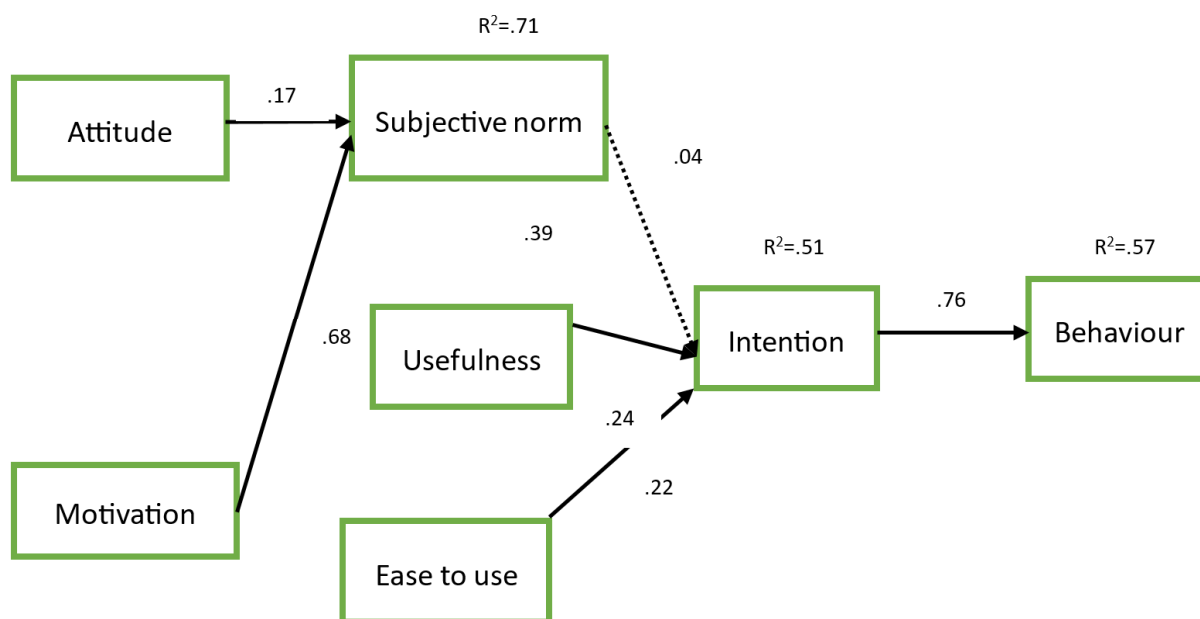 R²=.71
.17
Attitude
Subjective norm
.04
.39
R²=.51
R²=.57
.76
.68
Usefulness
Intention
Behaviour
.24
.22
Motivation
Ease to use